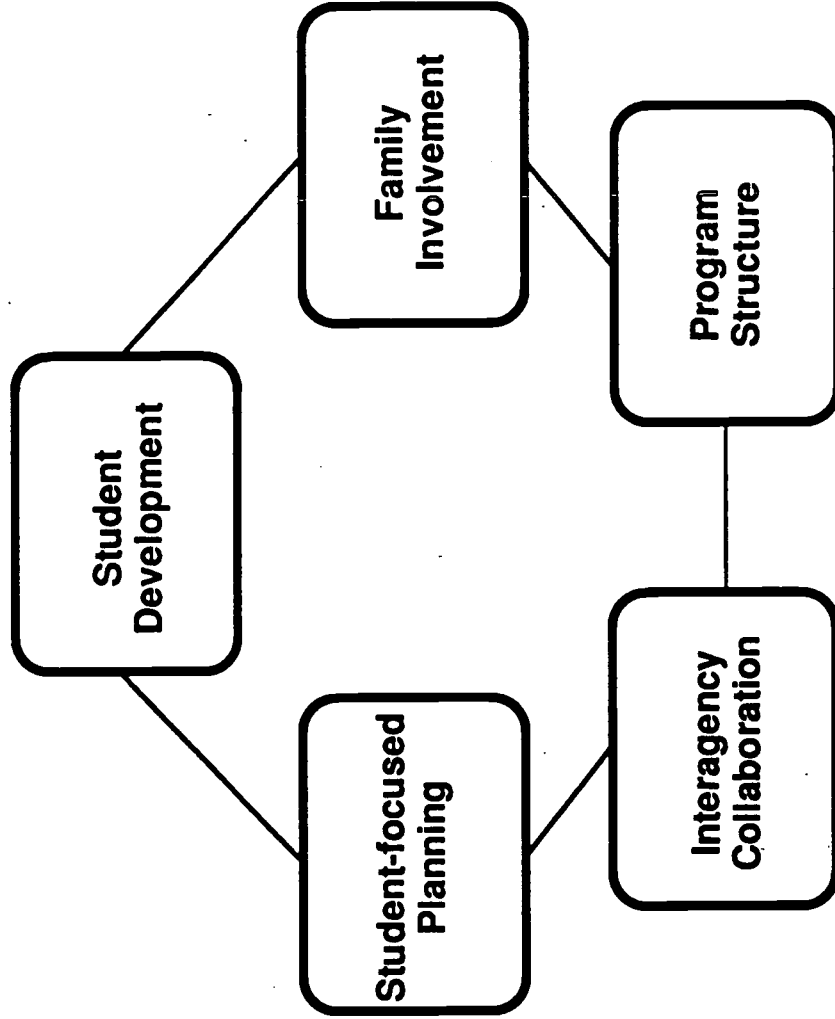 Student
Development
Student-focused
Planning
Family
Involvement
Interagency
Collaboration
Program
Structure